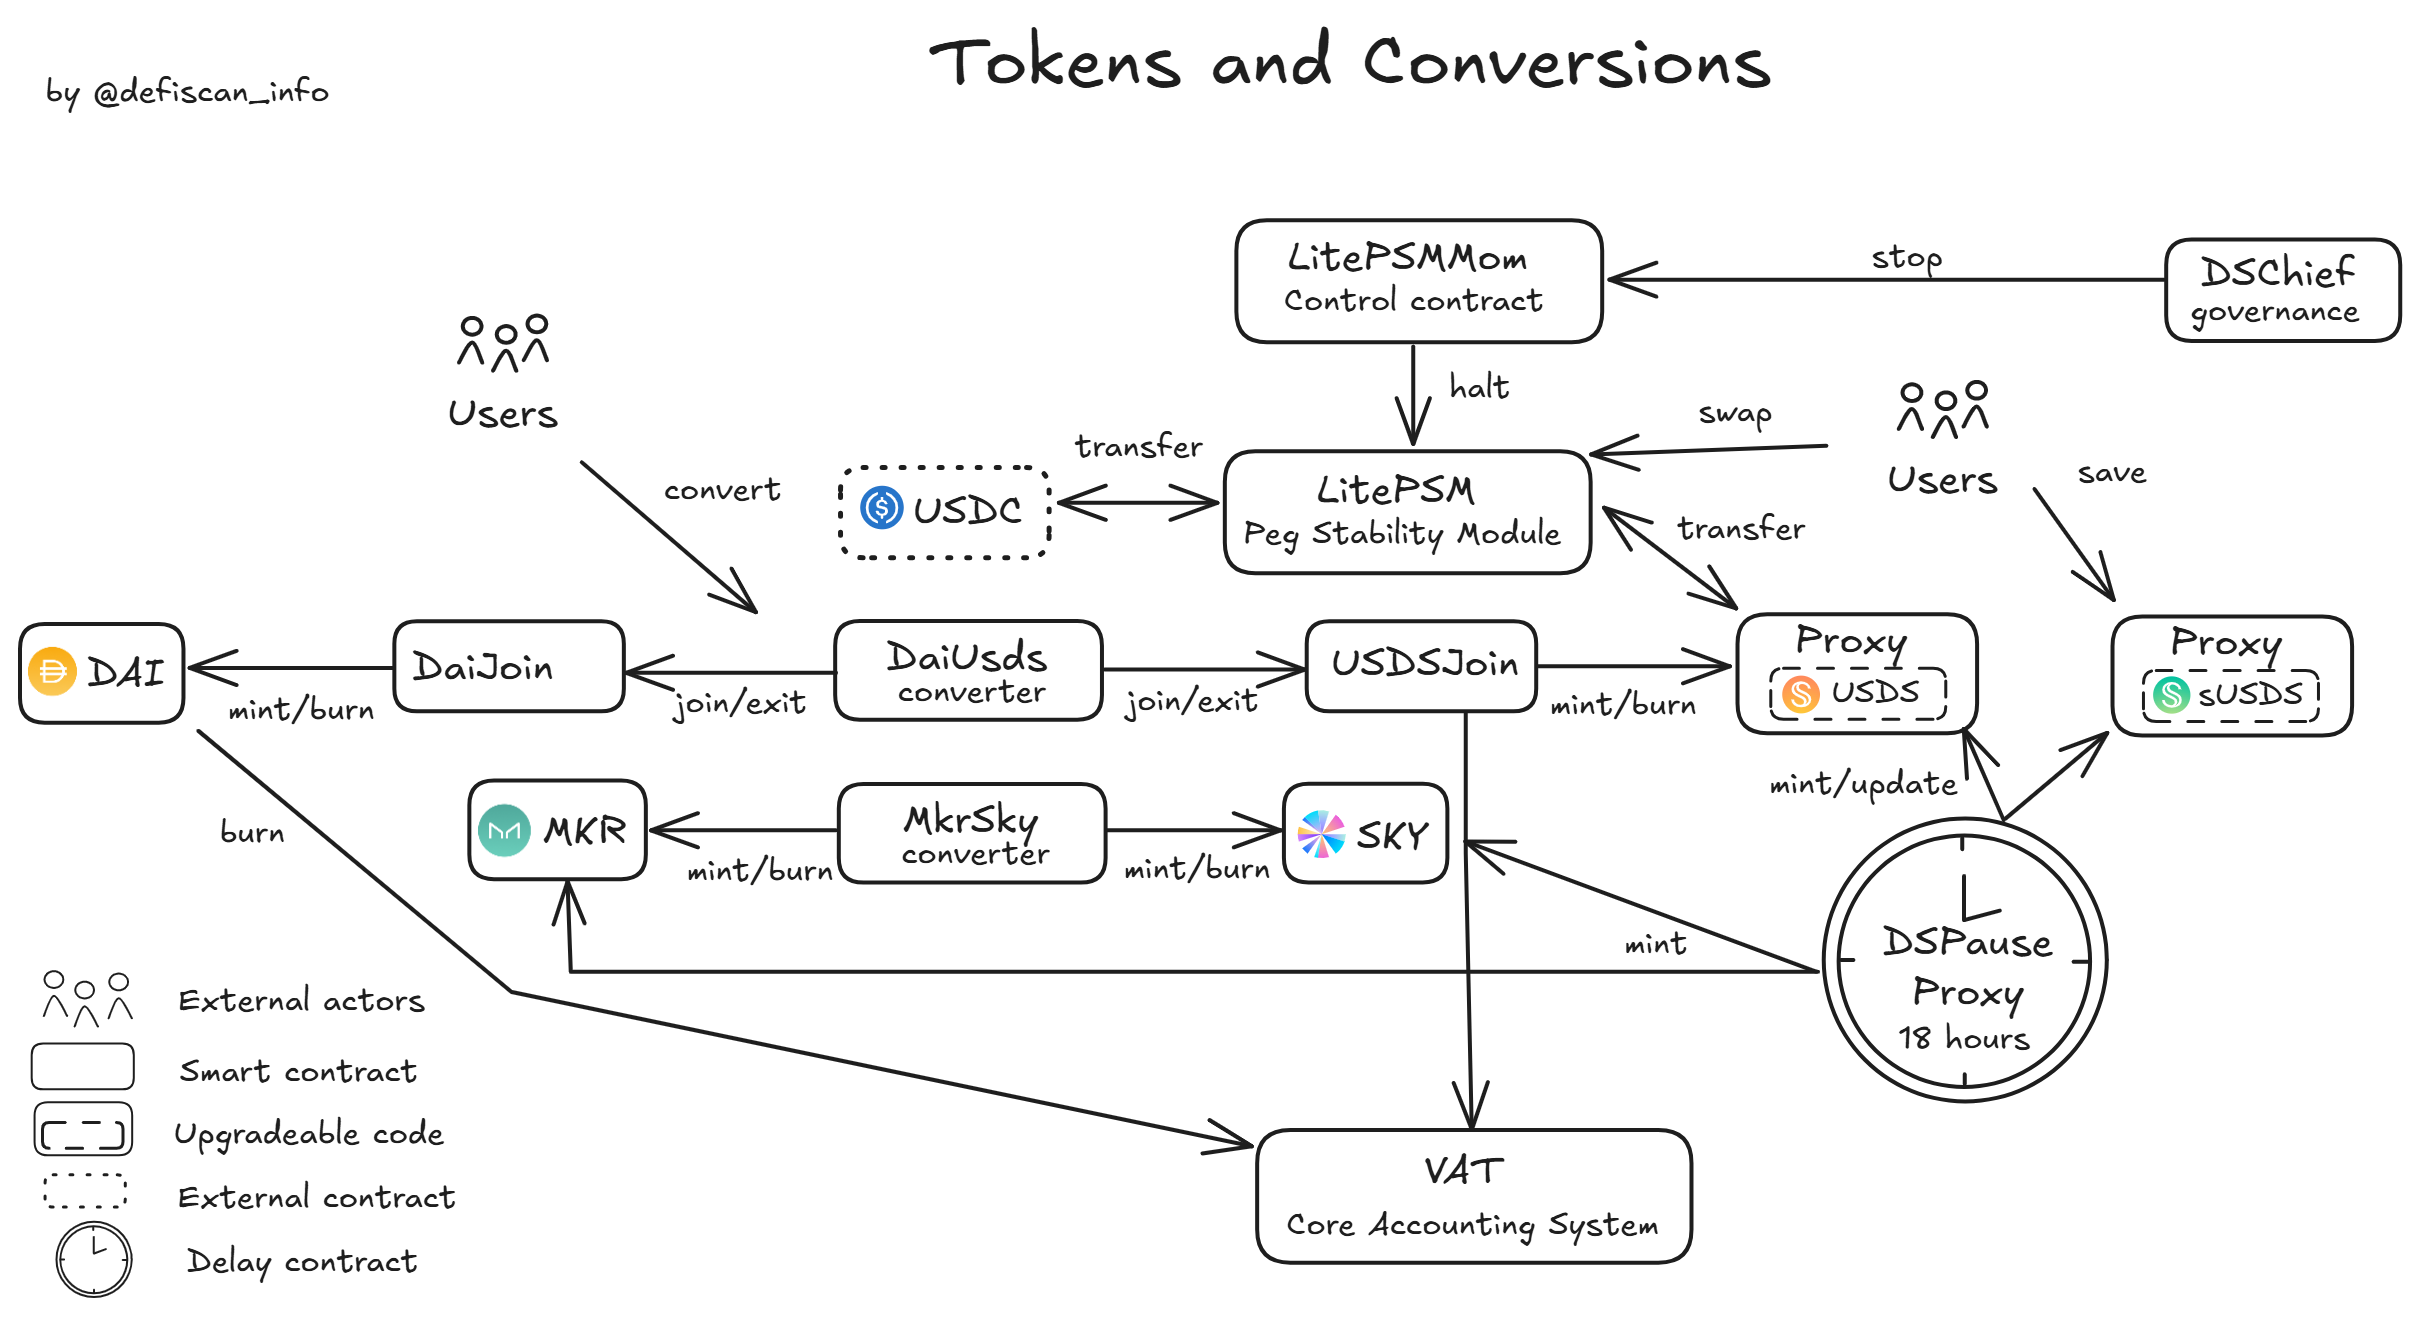 Tokens and Conversions
by @defiscan_info
LitePSMMom
Control contract
stop
DSChief
governance
Users
halt
swap
Users
save
convert
transfer
USDC
LitePSM
Peg Stability Module
transfer
DAI
mint/burn
DaiJoin
join/exit
DaiUsds
converter
join/exit
USDSJoin
mint/burn
Proxy
USDS
Proxy
sUSDS
mint/update
burn
MKR
mint/burn
MkrSky
converter
mint/burn
SKY
mint
DSPause
Proxy
18 hours
External actors
Smart contract
Upgradeable code
External contract
Delay contract
VAT
Core Accounting System